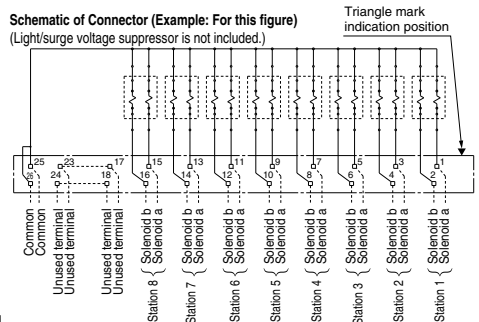 Schematic of Connector (Example: For this figure)
(Light/surge voltage suppressor is not included.)
Triangle mark
indication position
25 23 17 15 13 11 9 7 5 3 1
26 24 18 16 14 12 10 8 6 4 2
Common
Common
Unused terminal
Unused terminal
Unused terminal
Unused terminal
Solenoid b
Solenoid a
Solenoid b
Solenoid a
Solenoid b
Solenoid a
Solenoid b
Solenoid a
Solenoid b
Solenoid a
Solenoid b
Solenoid a
Solenoid b
Solenoid a
Solenoid b
Solenoid a
Station 8
Station 7
Station 6
Station 5
Station 4
Station 3
Station 2
Station 1